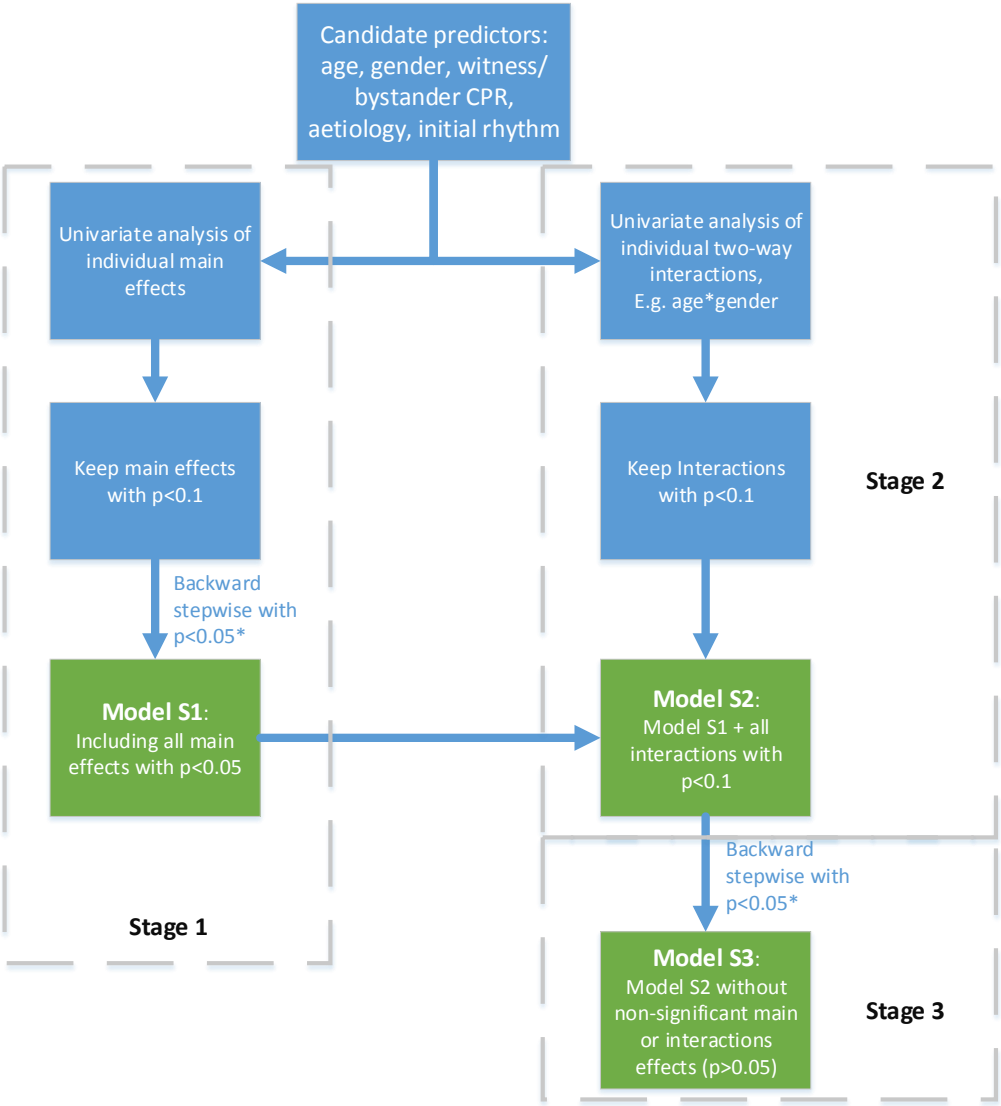 Candidate predictors:
age, gender, witness/
bystander CPR,
aetiology, initial rhythm
Univariate analysis of
individual main
effects
Keep main effects
with p<0.1
Backward
stepwise with
p<0.05*
Model S1:
Including all main
effects with p<0.05
Stage 1
Univariate analysis of
individual two-way
interactions,
E.g. age*gender
Keep Interactions
with p<0.1
Stage 2
Model S2:
Model S1 + all
interactions with
p<0.1
Backward
stepwise with
p<0.05*
Model S3:
Model S2 without
non-significant main
or interactions
effects (p>0.05)
Stage 3